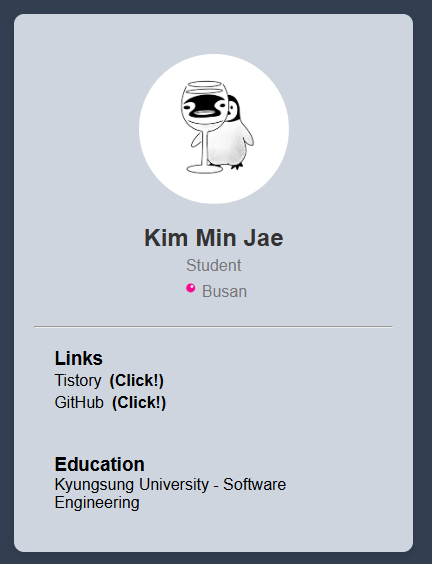 Kim Min Jae
Student
Busan
Links
Tistory (Click!)
GitHub (Click!)
Education
Kyungsung University - Software
Engineering